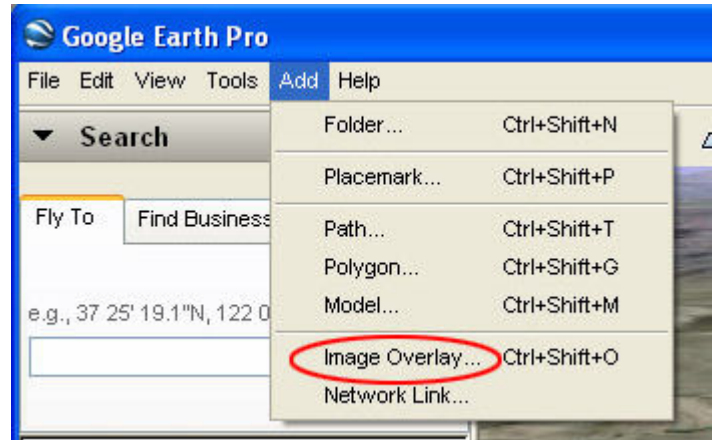 Google Earth Pro
File Edit View Tools Add Help
Search
Folder... Ctrl+Shift+N
Placemark... Ctrl+Shift+P
Fly To Find Business
Path... Ctrl+Shift+T
Polygon... Ctrl+Shift+G
e.g., 37 25' 19.1"N, 122 0
Model... Ctrl+Shift+M
Image Overlay... Ctrl+Shift+O
Network Link...